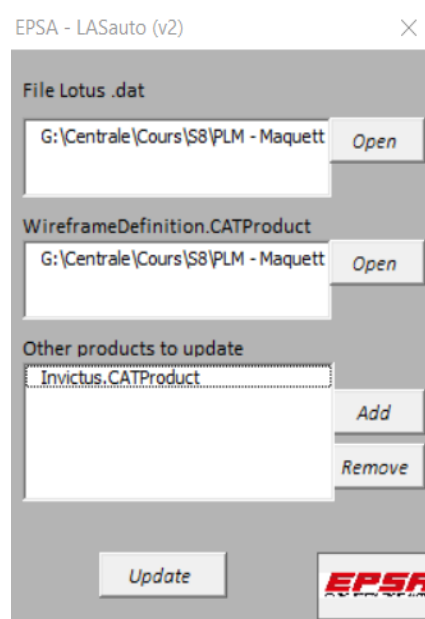 EPSA - LASauto (v2)
File Lotus .dat
G:\Centrale\Cours\S8\PLM - Maquett
Open
WireframeDefinition.CATProduct
G:\Centrale\Cours\S8\PLM - Maquett
Open
Other products to update
Invictus.CATProduct
Add
Remove
Update
EPSA